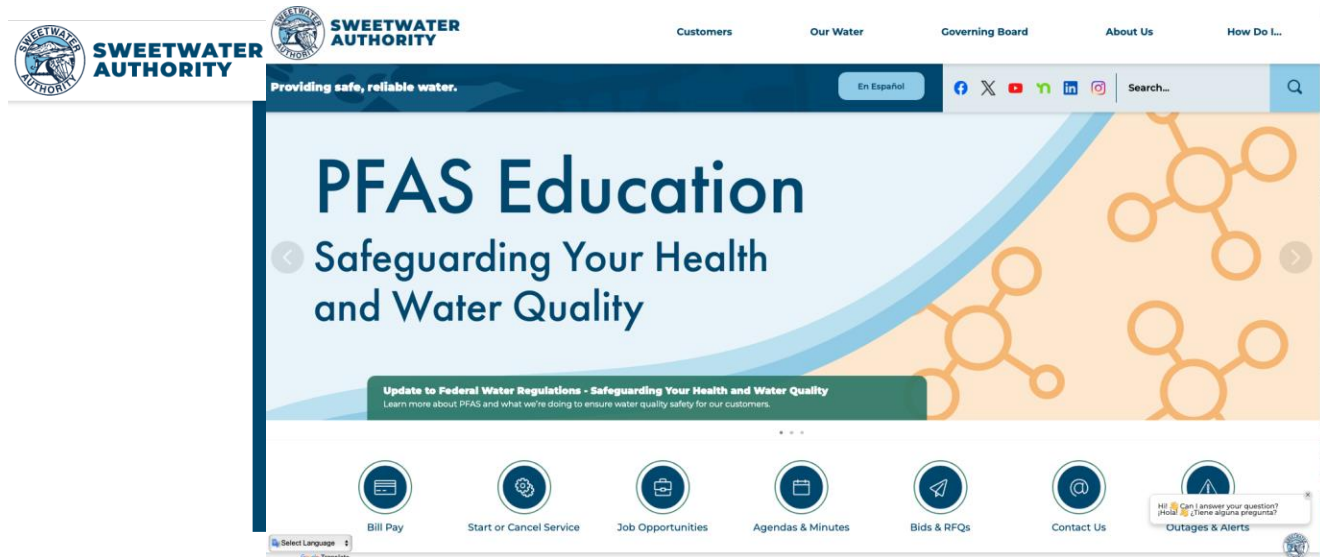 SWEETWATER
AUTHORITY
SWEETWATER
AUTHORITY
SWEETWATER
AUTHORITY
SWEETWATER
AUTHORITY
Customers
Our Water
Governing Board
About Us
How Do I...
Providing safe, reliable water.
En Español
Search...
PFAS Education
Safeguarding Your Health
and Water Quality
Update to Federal Water Regulations - Safeguarding Your Health and Water Quality
Learn more about PFAS and what we're doing to ensure water quality safety for our customers.
Bill Pay
Start or Cancel Service
Job Opportunities
Agendas & Minutes
Bids & RFQs
Contact Us
Outages & Alerts
Hi! 👋 Can I answer your question?
¡Hola! 👋 ¿Tiene alguna pregunta?
Select Language